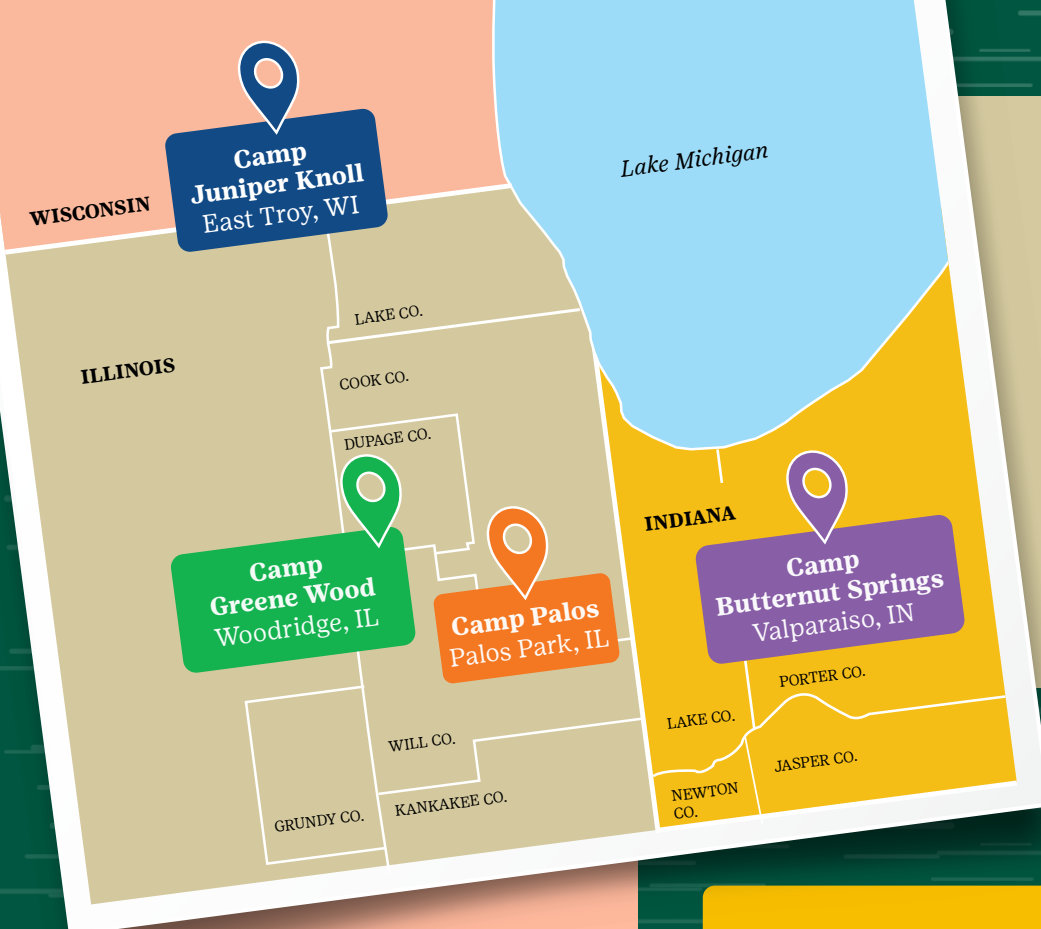 Lake Michigan
Camp
Juniper Knoll
East Troy, WI
WISCONSIN
LAKE CO.
ILLINOIS
COOK CO.
DUPAGE CO.
INDIANA
Camp
Greene Wood
Woodridge, IL
Camp Palos
Palos Park, IL
Camp
Butternut Springs
Valparaiso, IN
PORTER CO.
LAKE CO.
WILL CO.
JASPER CO.
NEWTON
CO.
KANKAKEE CO.
GRUNDY CO.